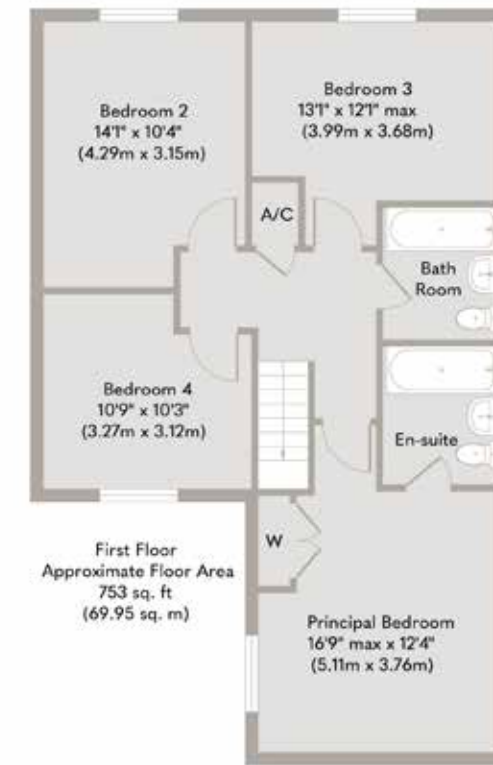 Bedroom 2
14'1" x 10'4"
(4.29m x 3.15m)
Bedroom 3
13'1" x 12'1" max
(3.99m x 3.68m)
A/C
Bath
Room
Bedroom 4
10'9" x 10'3"
(3.27m x 3.12m)
En-suite
W
First Floor
Approximate Floor Area
753 sq. ft
(69.95 sq. m)
Principal Bedroom
16'9" max x 12'4"
(5.11m x 3.76m)